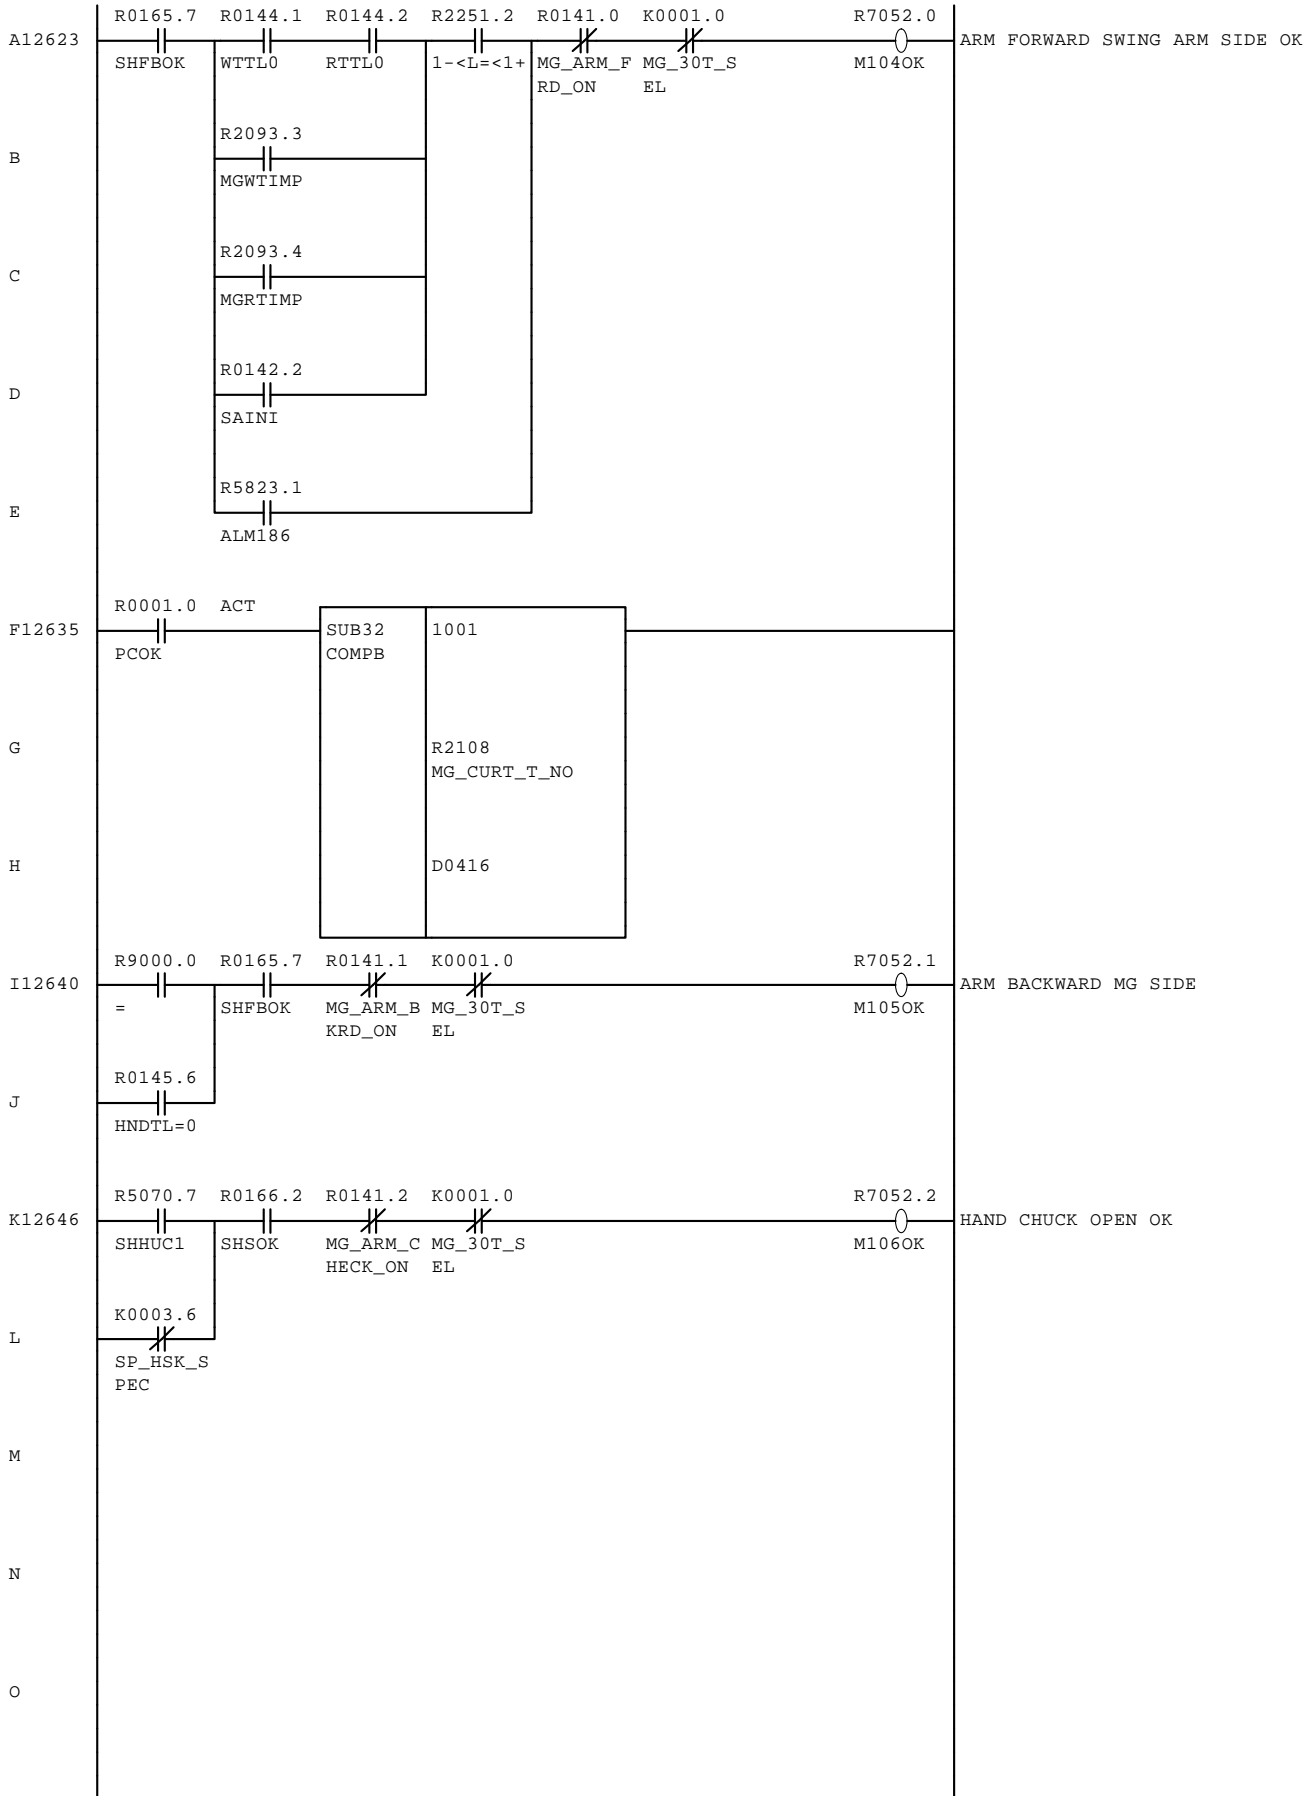 R0165.7 R0144.1 R0144.2 R2251.2 R0141.0 K0001.0 R7052.0
A12623 ARM FORWARD SWING ARM SIDE OK
SHFBOK WTTL0 RTTL0 1-<L=<1+ MG_ARM_F MG_30T_S M104OK
RD_ON EL
R2093.3
B
MGWTIMP
R2093.4
C
MGRTIMP
R0142.2
D
SAINI
R5823.1
E
ALM186
R0001.0 ACT
F12635 SUB32 1001
PCOK COMPB
G R2108
MG_CURT_T_NO
H D0416
R9000.0 R0165.7 R0141.1 K0001.0 R7052.1
I12640 ARM BACKWARD MG SIDE
= SHFBOK MG_ARM_B MG_30T_S M105OK
KRD_ON EL
R0145.6
J
HNDTL=0
R5070.7 R0166.2 R0141.2 K0001.0 R7052.2
K12646 HAND CHUCK OPEN OK
SHHUC1 SHSOK MG_ARM_C MG_30T_S M106OK
HECK_ON EL
K0003.6
L
SP_HSK_S
PEC
M
N
O